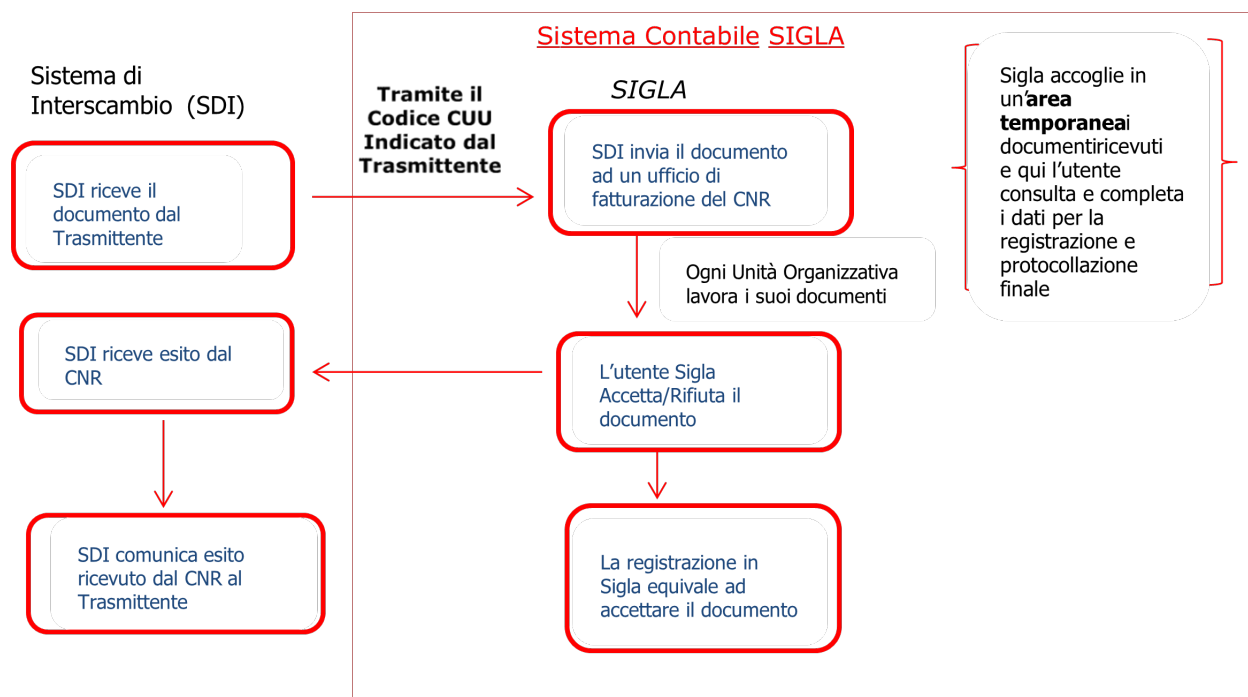 Sistema Contabile SIGLA
Sistema di
Interscambio (SDI)
Tramite il
Codice CUU
Indicato dal
Trasmittente
SIGLA
SDI riceve il
documento dal
Trasmittente
SDI invia il documento
ad un ufficio di
fatturazione del CNR
Sigla accoglie in
un’area
temporaneai
documentiricevuti
e qui l’utente
consulta e completa
i dati per la
registrazione e
protocollazione
finale
Ogni Unità Organizzativa
lavora i suoi documenti
SDI riceve esito dal
CNR
L’utente Sigla
Accetta/Rifiuta il
documento
SDI comunica esito
ricevuto dal CNR al
Trasmittente
La registrazione in
Sigla equivale ad
accettare il documento